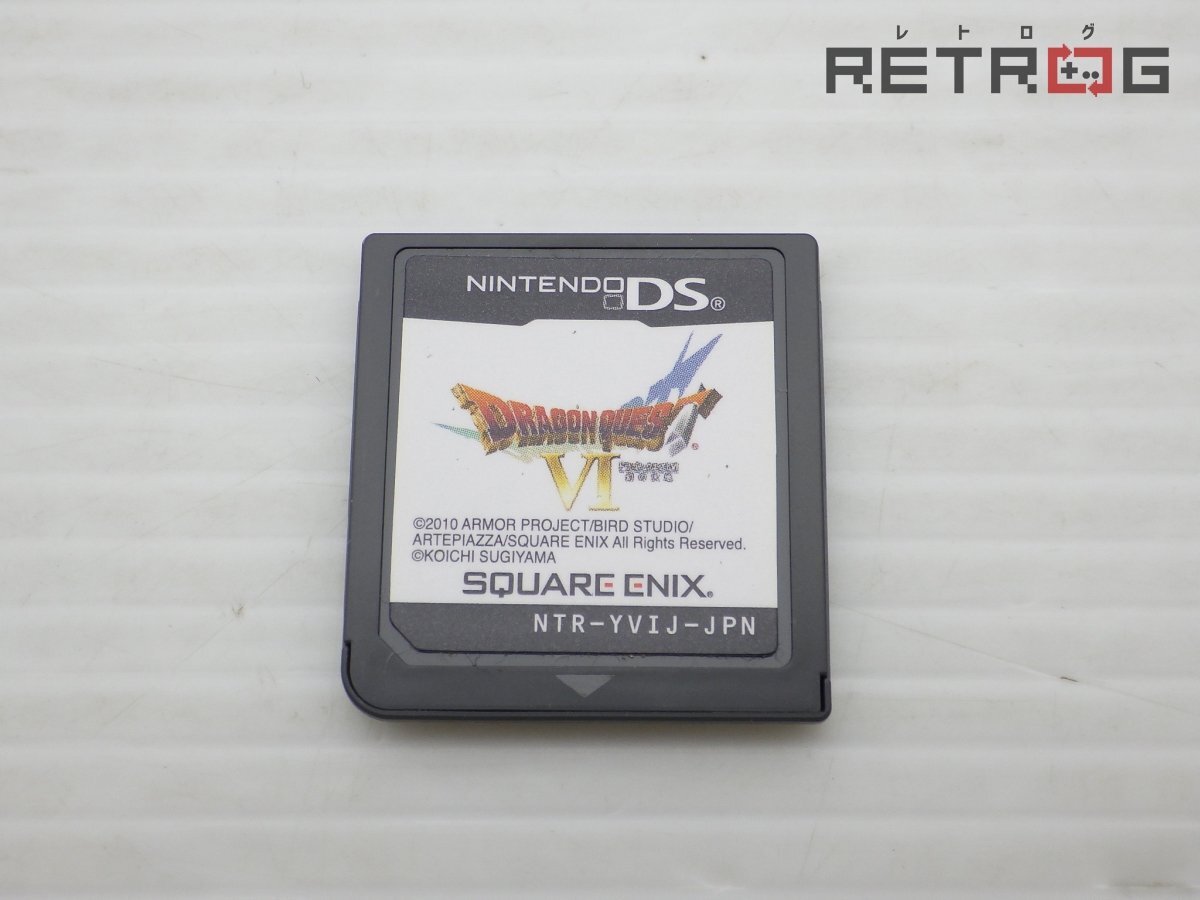 レトログ
RETROG
NINTENDO DS®
DRAGON QUEST®
VI
©2010 ARMOR PROJECT/BIRD STUDIO/
ARTEPIAZZA/SQUARE ENIX All Rights Reserved.
©KOICHI SUGIYAMA
SQUARE ENIX®
NTR-YVIJ-JPN